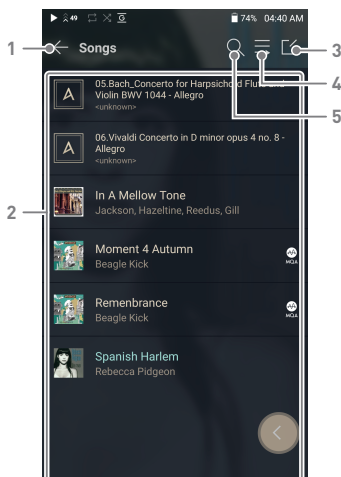 49 G 74% 04:40 AM
1 Songs 3
4
5
05.Bach_Concerto for Harpsichord Flute and
Violin BWV 1044 - Allegro
<unknown>
06.Vivaldi Concerto in D minor opus 4 no. 8 -
Allegro
<unknown>
2
In A Mellow Tone
Jackson, Hazeltine, Reedus, Gill
Moment 4 Autumn
Beagle Kick
MQA
Remenbrance
Beagle Kick
MQA
Spanish Harlem
Rebecca Pidgeon